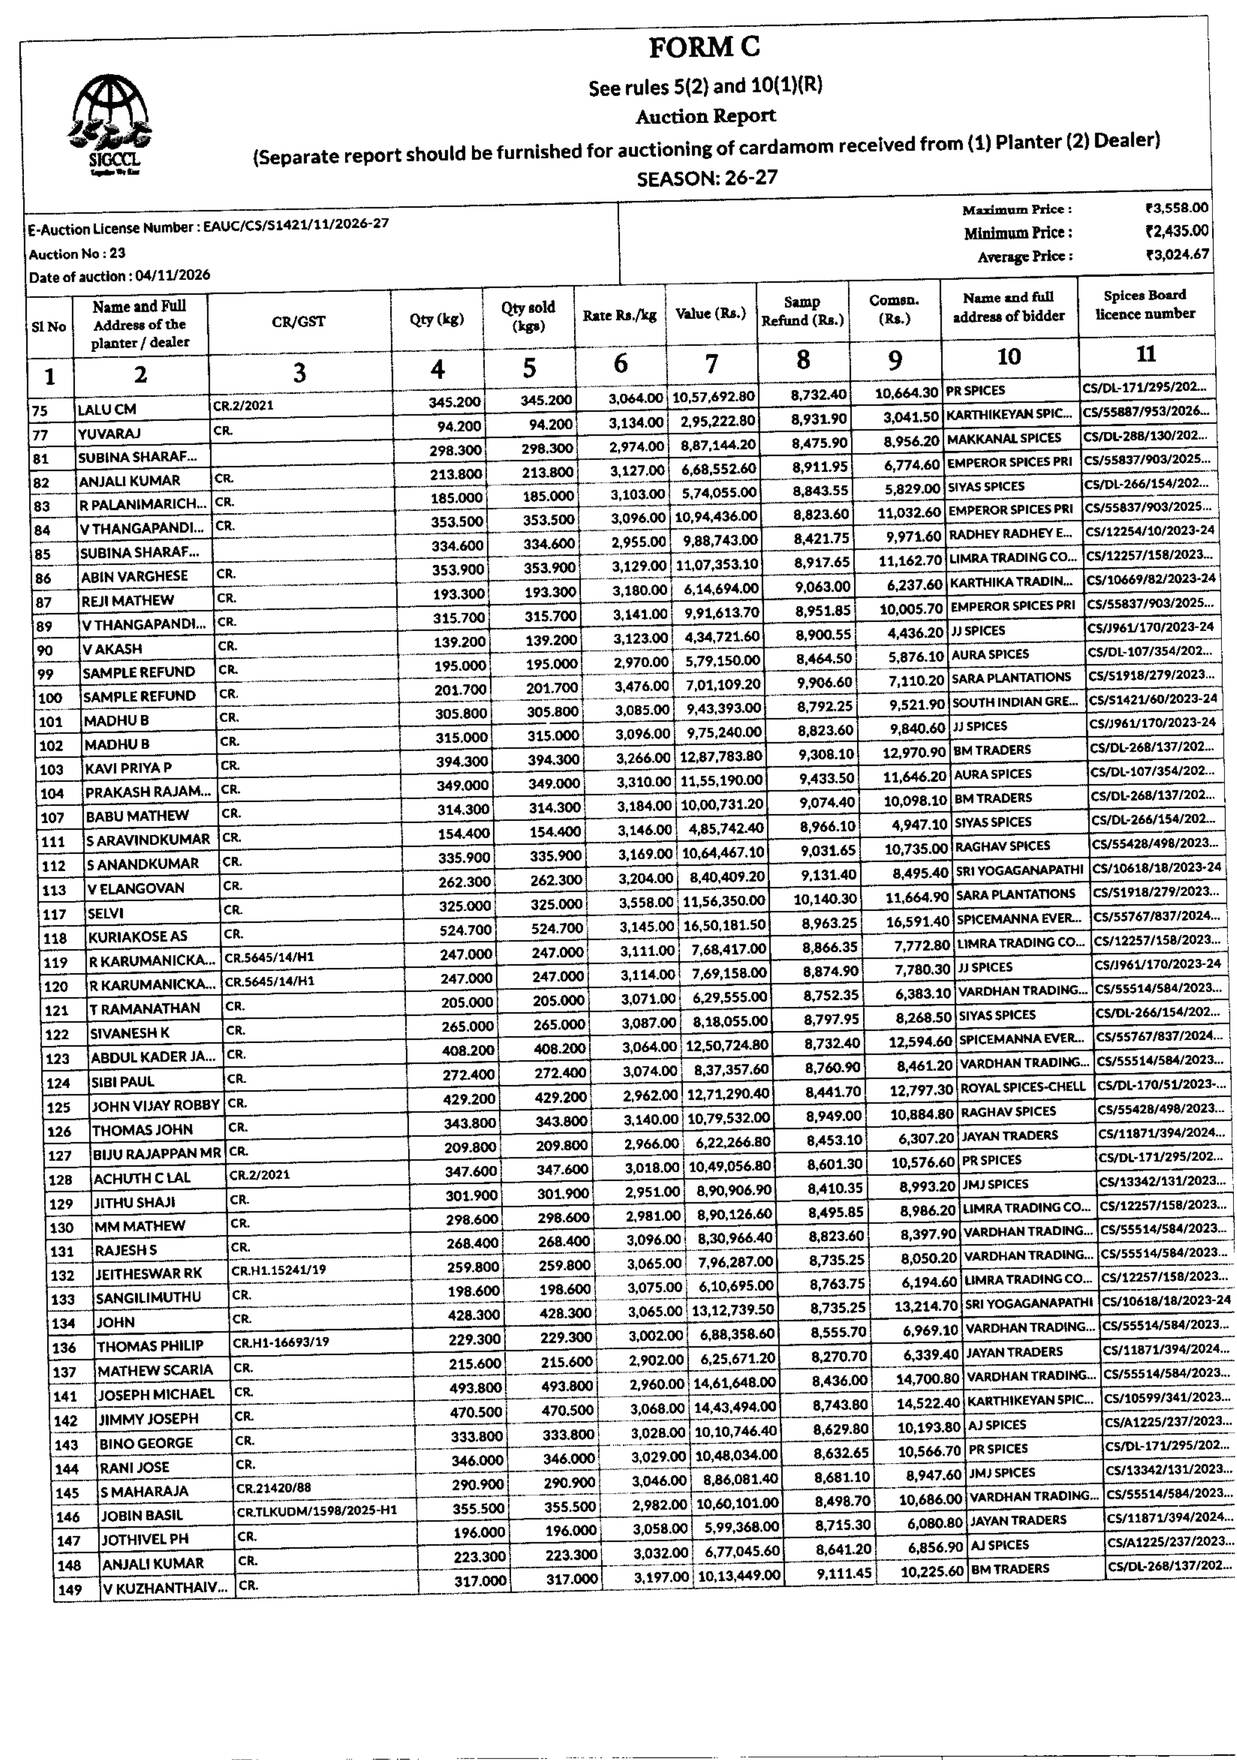 FORM C
See rules 5(2) and 10(1)(R)
Auction Report
(Separate report should be furnished for auctioning of cardamom received from (1) Planter (2) Dealer)
SEASON: 26-27
SIGCCL
Together We Rise
E-Auction License Number : EAUC/CS/S1421/11/2026-27
Auction No : 23
Date of auction : 04/11/2026
Maximum Price : ₹3,558.00
Minimum Price : ₹2,435.00
Average Price : ₹3,024.67
Sl No | Name and Full Address of the planter / dealer | CR/GST | Qty (kg) | Qty sold (kgs) | Rate Rs./kg | Value (Rs.) | Samp Refund (Rs.) | Comsn. (Rs.) | Name and full address of bidder | Spices Board licence number
1 2 3 4 5 6 7 8 9 10 11
75 LALU CM CR.2/2021 345.200 345.200 3,064.00 10,57,692.80 8,732.40 10,664.30 PR SPICES CS/DL-171/295/202...
77 YUVARAJ CR. 94.200 94.200 3,134.00 2,95,222.80 8,931.90 3,041.50 KARTHIKEYAN SPIC... CS/55887/953/2026...
81 SUBINA SHARAF... 298.300 298.300 2,974.00 8,87,144.20 8,475.90 8,956.20 MAKKANAL SPICES CS/DL-288/130/202...
82 ANJALI KUMAR CR. 213.800 213.800 3,127.00 6,68,552.60 8,911.95 6,774.60 EMPEROR SPICES PRI CS/55837/903/2025...
83 R PALANIMARICH... CR. 185.000 185.000 3,103.00 5,74,055.00 8,843.55 5,829.00 SIYAS SPICES CS/DL-266/154/202...
84 V THANGAPANDI... CR. 353.500 353.500 3,096.00 10,94,436.00 8,823.60 11,032.60 EMPEROR SPICES PRI CS/55837/903/2025...
85 SUBINA SHARAF... 334.600 334.600 2,955.00 9,88,743.00 8,421.75 9,971.60 RADHEY RADHEY E... CS/12254/10/2023-24
86 ABIN VARGHESE CR. 353.900 353.900 3,129.00 11,07,353.10 8,917.65 11,162.70 LIMRA TRADING CO... CS/12257/158/2023...
87 REJI MATHEW CR. 193.300 193.300 3,180.00 6,14,694.00 9,063.00 6,237.60 KARTHIKA TRADIN... CS/10669/82/2023-24
89 V THANGAPANDI... CR. 315.700 315.700 3,141.00 9,91,613.70 8,951.85 10,005.70 EMPEROR SPICES PRI CS/55837/903/2025...
90 V AKASH CR. 139.200 139.200 3,123.00 4,34,721.60 8,900.55 4,436.20 JJ SPICES CS/J961/170/2023-24
99 SAMPLE REFUND CR. 195.000 195.000 2,970.00 5,79,150.00 8,464.50 5,876.10 AURA SPICES CS/DL-107/354/202...
100 SAMPLE REFUND CR. 201.700 201.700 3,476.00 7,01,109.20 9,906.60 7,110.20 SARA PLANTATIONS CS/S1918/279/2023...
101 MADHU B CR. 305.800 305.800 3,085.00 9,43,393.00 8,792.25 9,521.90 SOUTH INDIAN GRE... CS/S1421/60/2023-24
102 MADHU B CR. 315.000 315.000 3,096.00 9,75,240.00 8,823.60 9,840.60 JJ SPICES CS/J961/170/2023-24
103 KAVI PRIYA P CR. 394.300 394.300 3,266.00 12,87,783.80 9,308.10 12,970.90 BM TRADERS CS/DL-268/137/202...
104 PRAKASH RAJAM... CR. 349.000 349.000 3,310.00 11,55,190.00 9,433.50 11,646.20 AURA SPICES CS/DL-107/354/202...
107 BABU MATHEW CR. 314.300 314.300 3,184.00 10,00,731.20 9,074.40 10,098.10 BM TRADERS CS/DL-268/137/202...
111 S ARAVINDKUMAR CR. 154.400 154.400 3,146.00 4,85,742.40 8,966.10 4,947.10 SIYAS SPICES CS/DL-266/154/202...
112 S ANANDKUMAR CR. 335.900 335.900 3,169.00 10,64,467.10 9,031.65 10,735.00 RAGHAV SPICES CS/55428/498/2023...
113 V ELANGOVAN CR. 262.300 262.300 3,204.00 8,40,409.20 9,131.40 8,495.40 SRI YOGAGANAPATHI CS/10618/18/2023-24
117 SELVI CR. 325.000 325.000 3,558.00 11,56,350.00 10,140.30 11,664.90 SARA PLANTATIONS CS/S1918/279/2023...
118 KURIAKOSE AS CR. 524.700 524.700 3,145.00 16,50,181.50 8,963.25 16,591.40 SPICEMANNA EVER... CS/55767/837/2024...
119 R KARUMANICKA... CR.5645/14/H1 247.000 247.000 3,111.00 7,68,417.00 8,866.35 7,772.80 LIMRA TRADING CO... CS/12257/158/2023...
120 R KARUMANICKA... CR.5645/14/H1 247.000 247.000 3,114.00 7,69,158.00 8,874.90 7,780.30 JJ SPICES CS/J961/170/2023-24
121 T RAMANATHAN CR. 205.000 205.000 3,071.00 6,29,555.00 8,752.35 6,383.10 VARDHAN TRADING... CS/55514/584/2023...
122 SIVANESH K CR. 265.000 265.000 3,087.00 8,18,055.00 8,797.95 8,268.50 SIYAS SPICES CS/DL-266/154/202...
123 ABDUL KADER JA... CR. 408.200 408.200 3,064.00 12,50,724.80 8,732.40 12,594.60 SPICEMANNA EVER... CS/55767/837/2024...
124 SIBI PAUL CR. 272.400 272.400 3,074.00 8,37,357.60 8,760.90 8,461.20 VARDHAN TRADING... CS/55514/584/2023...
125 JOHN VIJAY ROBBY CR. 429.200 429.200 2,962.00 12,71,290.40 8,441.70 12,797.30 ROYAL SPICES-CHELL CS/DL-170/51/2023-...
126 THOMAS JOHN CR. 343.800 343.800 3,140.00 10,79,532.00 8,949.00 10,884.80 RAGHAV SPICES CS/55428/498/2023...
127 BIJU RAJAPPAN MR CR. 209.800 209.800 2,966.00 6,22,266.80 8,453.10 6,307.20 JAYAN TRADERS CS/11871/394/2024...
128 ACHUTH C LAL CR.2/2021 347.600 347.600 3,018.00 10,49,056.80 8,601.30 10,576.60 PR SPICES CS/DL-171/295/202...
129 JITHU SHAJI CR. 301.900 301.900 2,951.00 8,90,906.90 8,410.35 8,993.20 JMJ SPICES CS/13342/131/2023...
130 MM MATHEW CR. 298.600 298.600 2,981.00 8,90,126.60 8,495.85 8,986.20 LIMRA TRADING CO... CS/12257/158/2023...
131 RAJESH S CR. 268.400 268.400 3,096.00 8,30,966.40 8,823.60 8,397.90 VARDHAN TRADING... CS/55514/584/2023...
132 JEITHESWAR RK CR.H1.15241/19 259.800 259.800 3,065.00 7,96,287.00 8,735.25 8,050.20 VARDHAN TRADING... CS/55514/584/2023...
133 SANGILIMUTHU CR. 198.600 198.600 3,075.00 6,10,695.00 8,763.75 6,194.60 LIMRA TRADING CO... CS/12257/158/2023...
134 JOHN CR. 428.300 428.300 3,065.00 13,12,739.50 8,735.25 13,214.70 SRI YOGAGANAPATHI CS/10618/18/2023-24
136 THOMAS PHILIP CR.H1-16693/19 229.300 229.300 3,002.00 6,88,358.60 8,555.70 6,969.10 VARDHAN TRADING... CS/55514/584/2023...
137 MATHEW SCARIA CR. 215.600 215.600 2,902.00 6,25,671.20 8,270.70 6,339.40 JAYAN TRADERS CS/11871/394/2024...
141 JOSEPH MICHAEL CR. 493.800 493.800 2,960.00 14,61,648.00 8,436.00 14,700.80 VARDHAN TRADING... CS/55514/584/2023...
142 JIMMY JOSEPH CR. 470.500 470.500 3,068.00 14,43,494.00 8,743.80 14,522.40 KARTHIKEYAN SPIC... CS/10599/341/2023...
143 BINO GEORGE CR. 333.800 333.800 3,028.00 10,10,746.40 8,629.80 10,193.80 AJ SPICES CS/A1225/237/2023...
144 RANI JOSE CR. 346.000 346.000 3,029.00 10,48,034.00 8,632.65 10,566.70 PR SPICES CS/DL-171/295/202...
145 S MAHARAJA CR.21420/88 290.900 290.900 3,046.00 8,86,081.40 8,681.10 8,947.60 JMJ SPICES CS/13342/131/2023...
146 JOBIN BASIL CR.TLKUDM/1598/2025-H1 355.500 355.500 2,982.00 10,60,101.00 8,498.70 10,686.00 VARDHAN TRADING... CS/55514/584/2023...
147 JOTHIVEL PH CR. 196.000 196.000 3,058.00 5,99,368.00 8,715.30 6,080.80 JAYAN TRADERS CS/11871/394/2024...
148 ANJALI KUMAR CR. 223.300 223.300 3,032.00 6,77,045.60 8,641.20 6,856.90 AJ SPICES CS/A1225/237/2023...
149 V KUZHANTHAIV... CR. 317.000 317.000 3,197.00 10,13,449.00 9,111.45 10,225.60 BM TRADERS CS/DL-268/137/202...